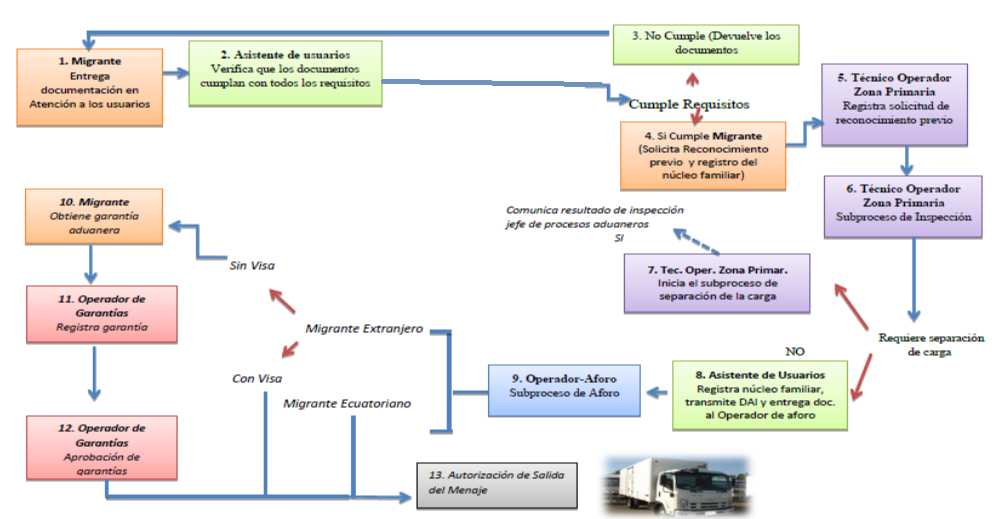 1. Migrante
Entrega
documentación en
Atención a los usuarios
2. Asistente de usuarios
Verifica que los documentos
cumplan con todos los requisitos
3. No Cumple (Devuelve los
documentos
Cumple Requisitos
4. Si Cumple Migrante
(Solicita Reconocimiento
previo y registro del
núcleo familiar)
5. Técnico Operador
Zona Primaria
Registra solicitud de
reconocimiento previo
6. Técnico Operador
Zona Primaria
Subproceso de Inspección
Comunica resultado de inspección
jefe de procesos aduaneros
SI
7. Tec. Oper. Zona Primar.
Inicia el subproceso de
separación de la carga
Requiere separación
de carga
NO
8. Asistente de Usuarios
Registra núcleo familiar,
transmite DAI y entrega doc.
al Operador de aforo
9. Operador-Aforo
Subproceso de Aforo
Migrante Extranjero
Migrante Ecuatoriano
Sin Visa
Con Visa
10. Migrante
Obtiene garantía
aduanera
11. Operador de
Garantías
Registra garantía
12. Operador de
Garantías
Aprobación de
garantías
13. Autorización de Salida
del Menaje